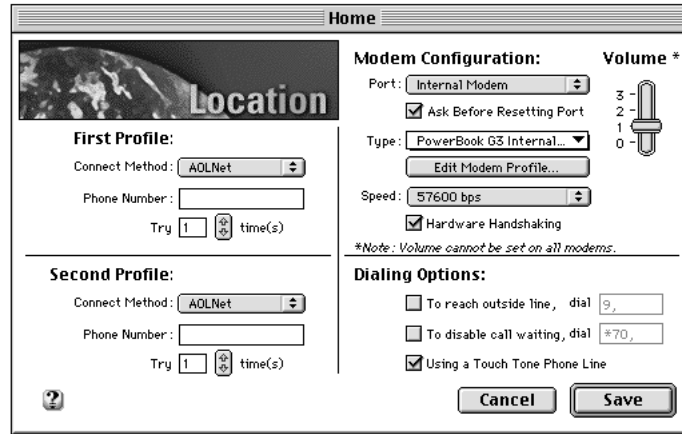 Home
Location
First Profile:
Connect Method: AOLNet
Phone Number:
Try 1 time(s)
Second Profile:
Connect Method: AOLNet
Phone Number:
Try 1 time(s)
Modem Configuration:
Port: Internal Modem
Ask Before Resetting Port
Type: PowerBook G3 Internal...
Edit Modem Profile...
Speed: 57600 bps
Hardware Handshaking
*Note: Volume cannot be set on all modems.
Volume *
3
2
1
0
Dialing Options:
To reach outside line, dial 9,
To disable call waiting, dial *70,
Using a Touch Tone Phone Line
?
Cancel
Save